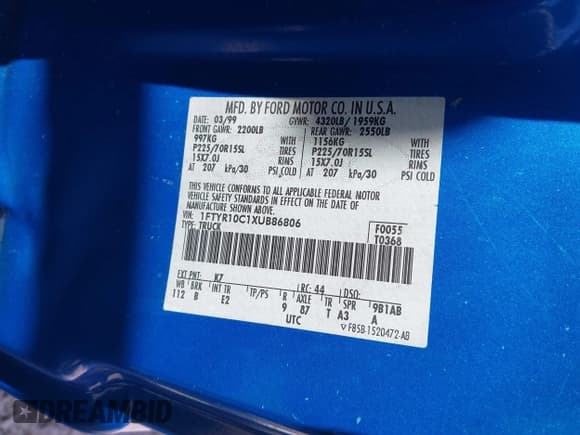 MFD. BY FORD MOTOR CO. IN U.S.A.
DATE: 03/99 GVWR: 4320LB/ 1959KG
FRONT GAWR: 2200LB REAR GAWR: 2550LB
997KG 1156KG
P225/70R15SL TIRES P225/70R15SL TIRES
15X7.0J RIMS 15X7.0J RIMS
AT 207 kPa/30 PSI COLD AT 207 kPa/30 PSI COLD
THIS VEHICLE CONFORMS TO ALL APPLICABLE FEDERAL MOTOR
VEHICLE SAFETY STANDARDS IN EFFECT ON THE DATE OF
MANUFACTURE SHOWN ABOVE.
VIN: 1FTYR10C1XUB86806 F0055
TYPE: TRUCK T0368
EXT PNT: K7 RC: 44 DSO:
WB BRK INT TR TP/PS R AXLE TR SPR 9B1AB
112 B E2 9 87 T A3 A
UTC
F85B-1520472-AB
DREAMBID